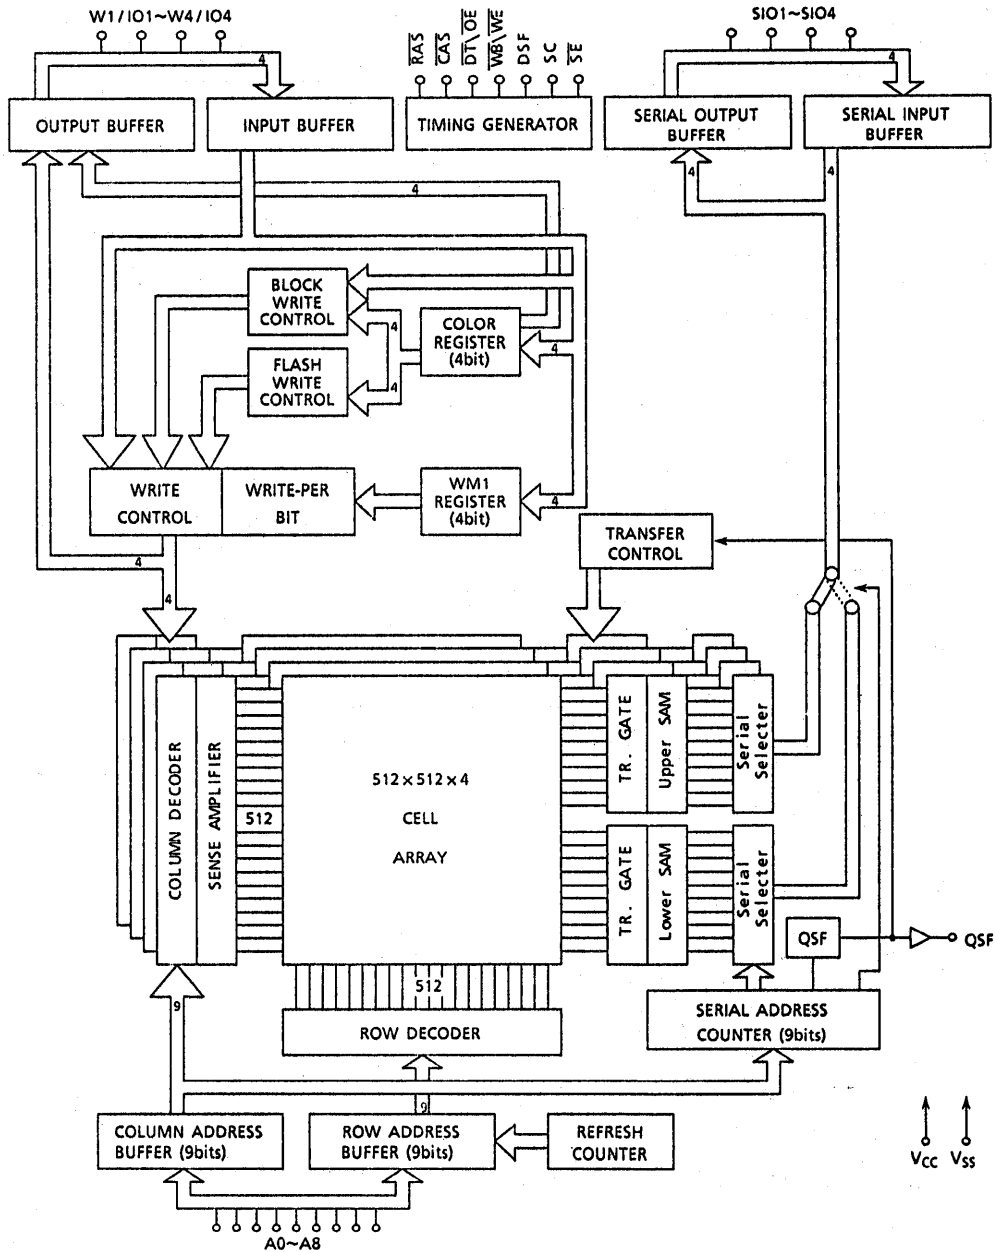 W1/IO1~W4/IO4
SIO1~SIO4
RAS
CAS
DT\OE
WB\WE
DSF
SC
SE
4
4
OUTPUT BUFFER
INPUT BUFFER
TIMING GENERATOR
SERIAL OUTPUT
BUFFER
SERIAL INPUT
BUFFER
4
4
4
BLOCK
WRITE
CONTROL
4
COLOR
REGISTER
(4bit)
4
FLASH
WRITE
CONTROL
4
WRITE
CONTROL
WRITE-PER
BIT
WM1
REGISTER
(4bit)
4
TRANSFER
CONTROL
4
4
COLUMN DECODER
SENSE AMPLIFIER
512
512×512×4
CELL
ARRAY
TR. GATE
Upper SAM
Serial
Selecter
TR. GATE
Lower SAM
Serial
Selecter
QSF
QSF
512
9
ROW DECODER
SERIAL ADDRESS
COUNTER (9bits)
9
COLUMN ADDRESS
BUFFER (9bits)
ROW ADDRESS
BUFFER (9bits)
REFRESH
COUNTER
VCC
VSS
A0~A8